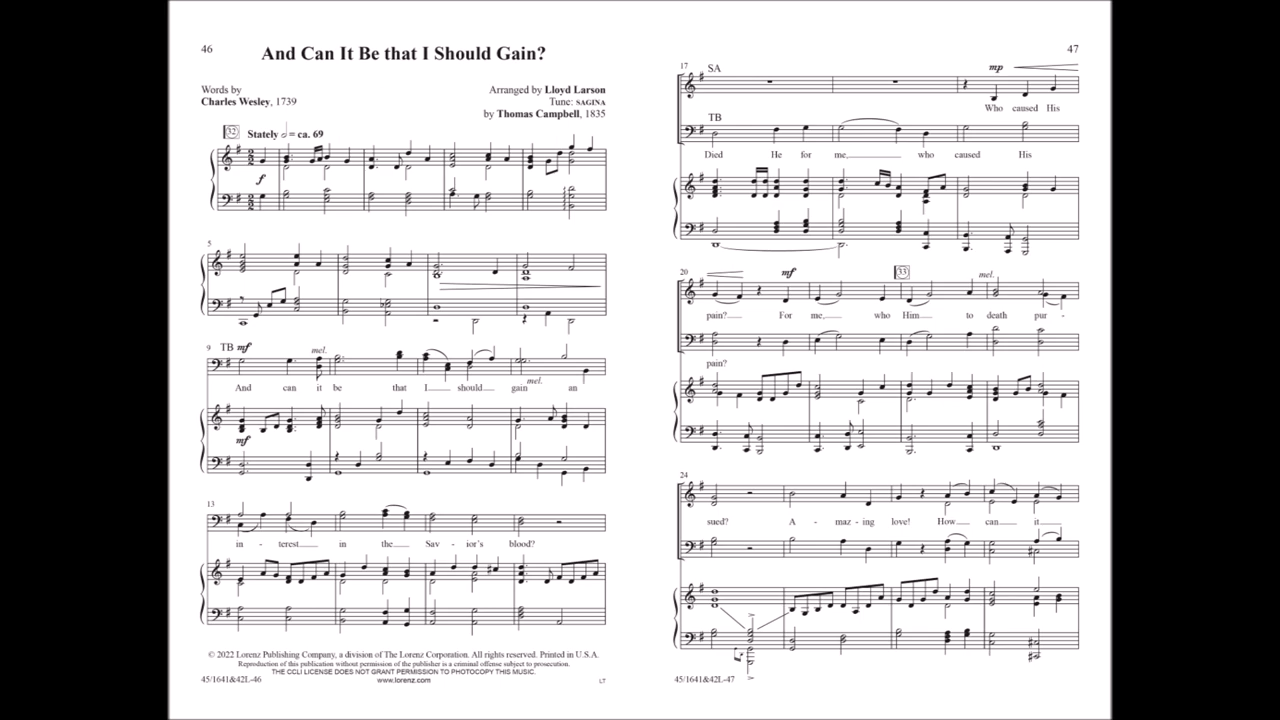 46
And Can It Be that I Should Gain?
Words by
Charles Wesley, 1739
Arranged by Lloyd Larson
Tune: SAGINA
by Thomas Campbell, 1835
32
Stately = ca. 69
f
5
9
TB mf
mel.
And can it be that I should gain an
mel.
mf
13
in - terest in the Sav - ior's blood?
© 2022 Lorenz Publishing Company, a division of The Lorenz Corporation. All rights reserved. Printed in U.S.A.
Reproduction of this publication without permission of the publisher is a criminal offense subject to prosecution.
THE CCLI LICENSE DOES NOT GRANT PERMISSION TO PHOTOCOPY THIS MUSIC.
www.lorenz.com
45/1641&42L-46
LT
47
17
SA
mp
Who caused His
TB
Died He for me, who caused His
20
mf
33
mel.
pain? For me, who Him to death pur -
pain?
24
sued? A - maz - ing love! How can it
45/1641&42L-47